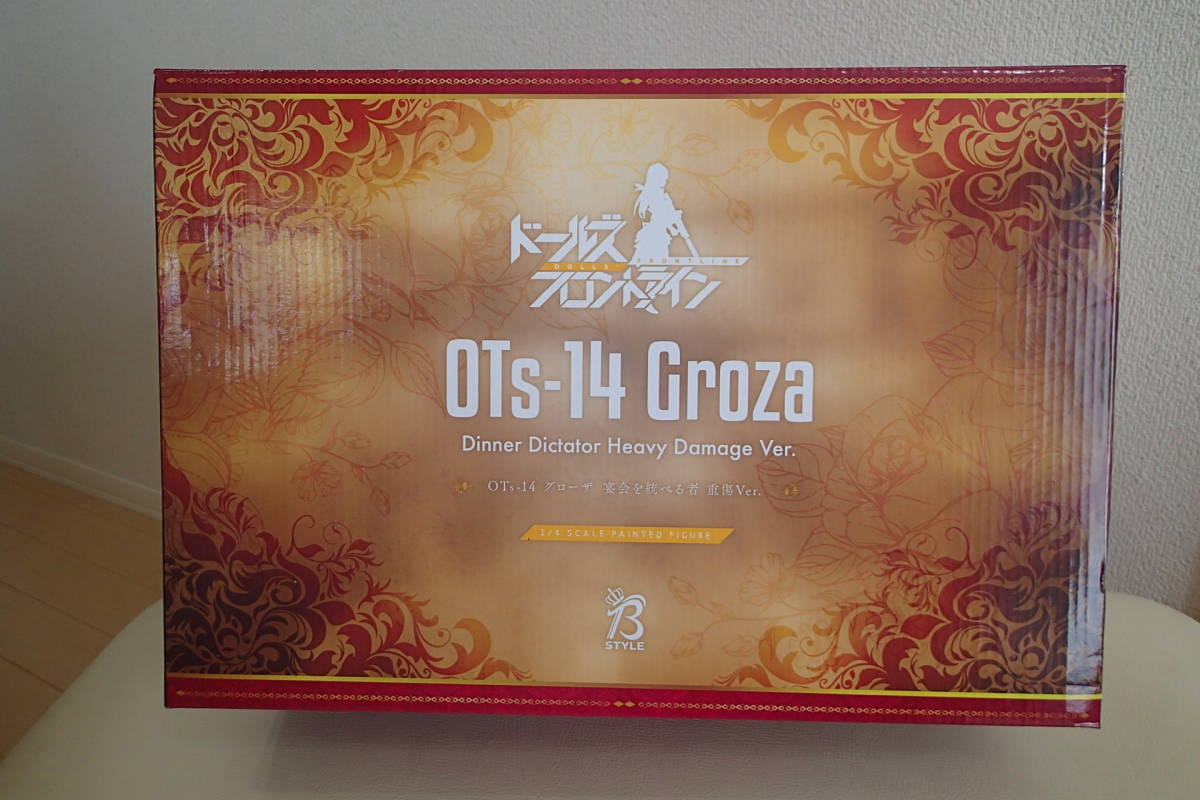 ドールズ
DOLLS FRONTLINE
フロントライン
OTs-14 Groza
Dinner Dictator Heavy Damage Ver.
OTs-14 グローザ 宴会を統べる者 重傷Ver.
1/4 SCALE PAINTED FIGURE
B
STYLE